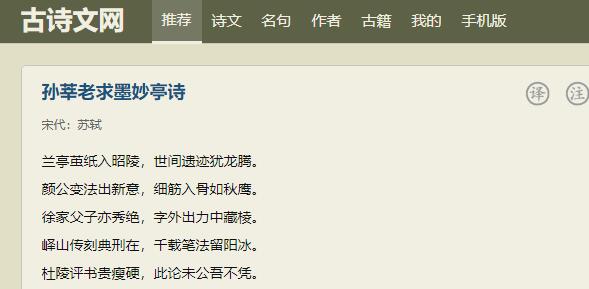 古诗文网 推荐 诗文 名句 作者 古籍 我的 手机版
孙莘老求墨妙亭诗 译 注
宋代：苏轼
兰亭茧纸入昭陵，世间遗迹犹龙腾。
颜公变法出新意，细筋入骨如秋鹰。
徐家父子亦秀绝，字外出力中藏棱。
峄山传刻典刑在，千载笔法留阳冰。
杜陵评书贵瘦硬，此论未公吾不凭。